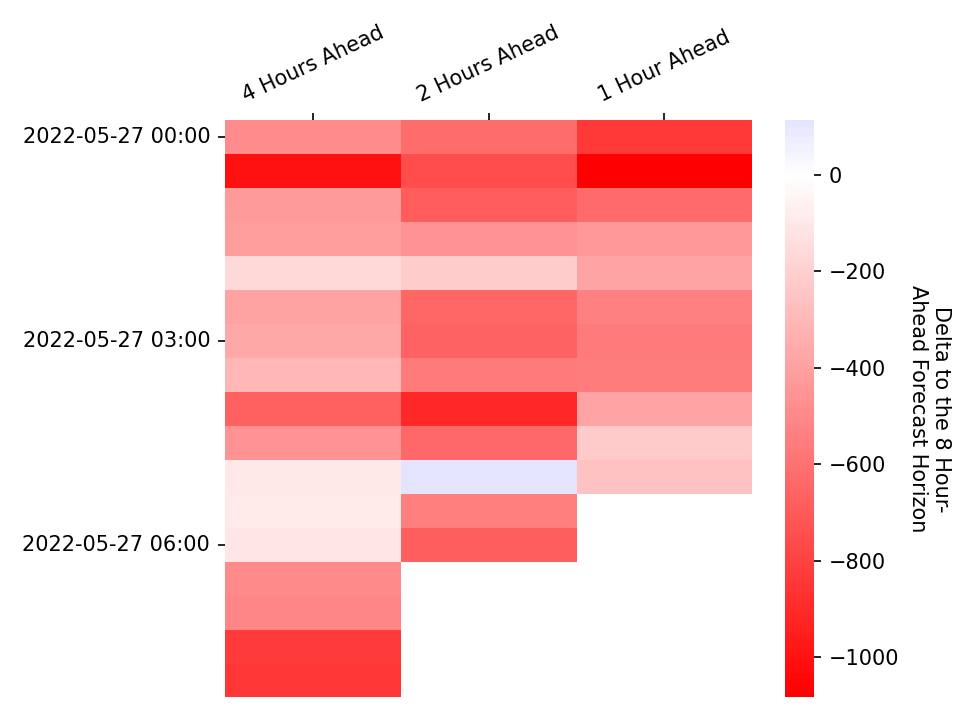 4 Hours Ahead
2 Hours Ahead
1 Hour Ahead
2022-05-27 00:00
2022-05-27 03:00
2022-05-27 06:00
0
−200
−400
−600
−800
−1000
Delta to the 8 Hour-
Ahead Forecast Horizon